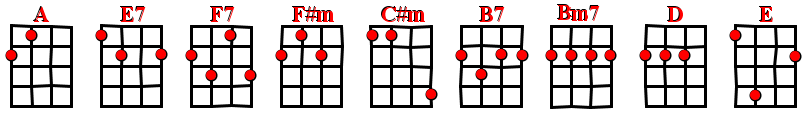 A E7 F7 F#m C#m B7 Bm7 D E